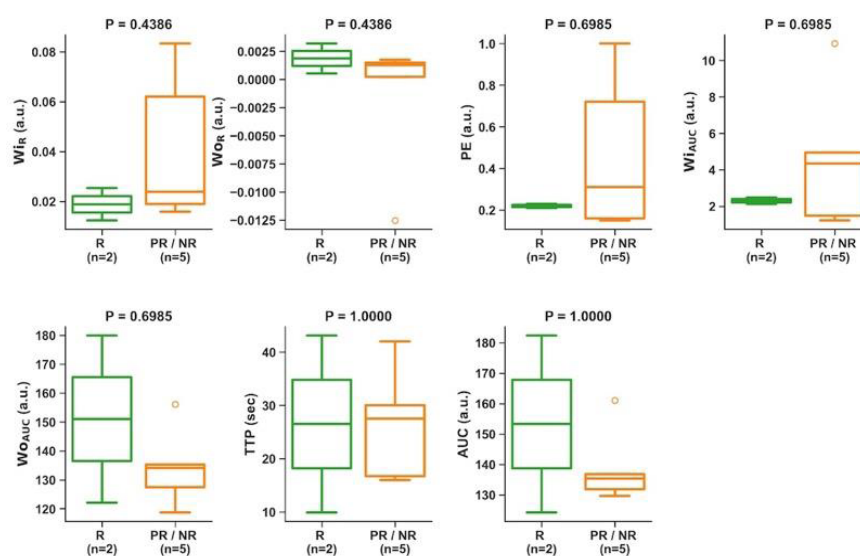 P = 0.4386
Wi_R (a.u.)
0.08
0.06
0.04
0.02
R
(n=2)
PR / NR
(n=5)
P = 0.4386
Wo_R (a.u.)
0.0025
0.0000
−0.0025
−0.0050
−0.0075
−0.0100
−0.0125
R
(n=2)
PR / NR
(n=5)
P = 0.6985
PE (a.u.)
1.0
0.8
0.6
0.4
0.2
R
(n=2)
PR / NR
(n=5)
P = 0.6985
Wi_AUC (a.u.)
10
8
6
4
2
R
(n=2)
PR / NR
(n=5)
P = 0.6985
Wo_AUC (a.u.)
180
170
160
150
140
130
120
R
(n=2)
PR / NR
(n=5)
P = 1.0000
TTP (sec)
40
30
20
10
R
(n=2)
PR / NR
(n=5)
P = 1.0000
AUC (a.u.)
180
170
160
150
140
130
R
(n=2)
PR / NR
(n=5)